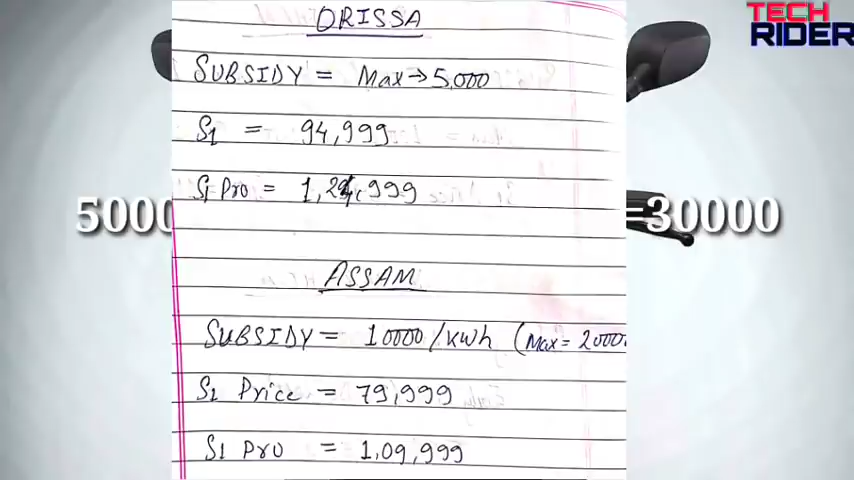 TECH
RIDER
ORISSA
SUBSIDY = Max → 5,000
S1 = 94,999
S1 Pro = 1,24,999
5000
=30000
ASSAM
SUBSIDY = 10000/kwh (Max = 2000
S1 Price = 79,999
S1 Pro = 1,09,999